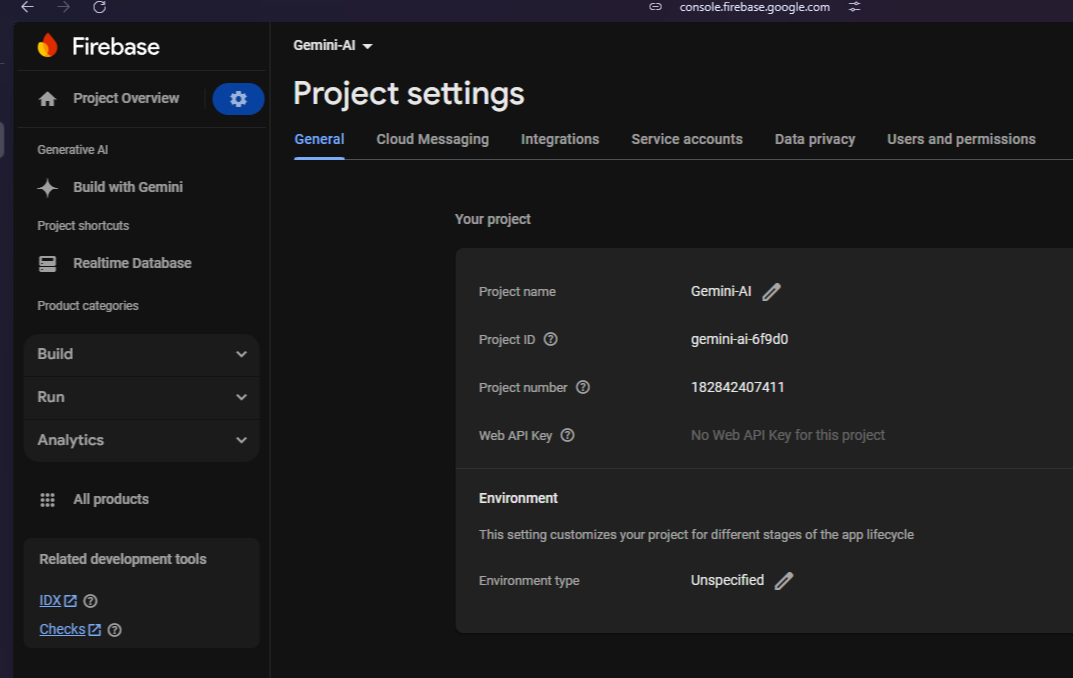 console.firebase.google.com
Firebase
Project Overview
Generative AI
Build with Gemini
Project shortcuts
Realtime Database
Product categories
Build
Run
Analytics
All products
Related development tools
IDX
Checks
Gemini-AI
Project settings
General Cloud Messaging Integrations Service accounts Data privacy Users and permissions
Your project
Project name Gemini-AI
Project ID gemini-ai-6f9d0
Project number 182842407411
Web API Key No Web API Key for this project
Environment
This setting customizes your project for different stages of the app lifecycle
Environment type Unspecified